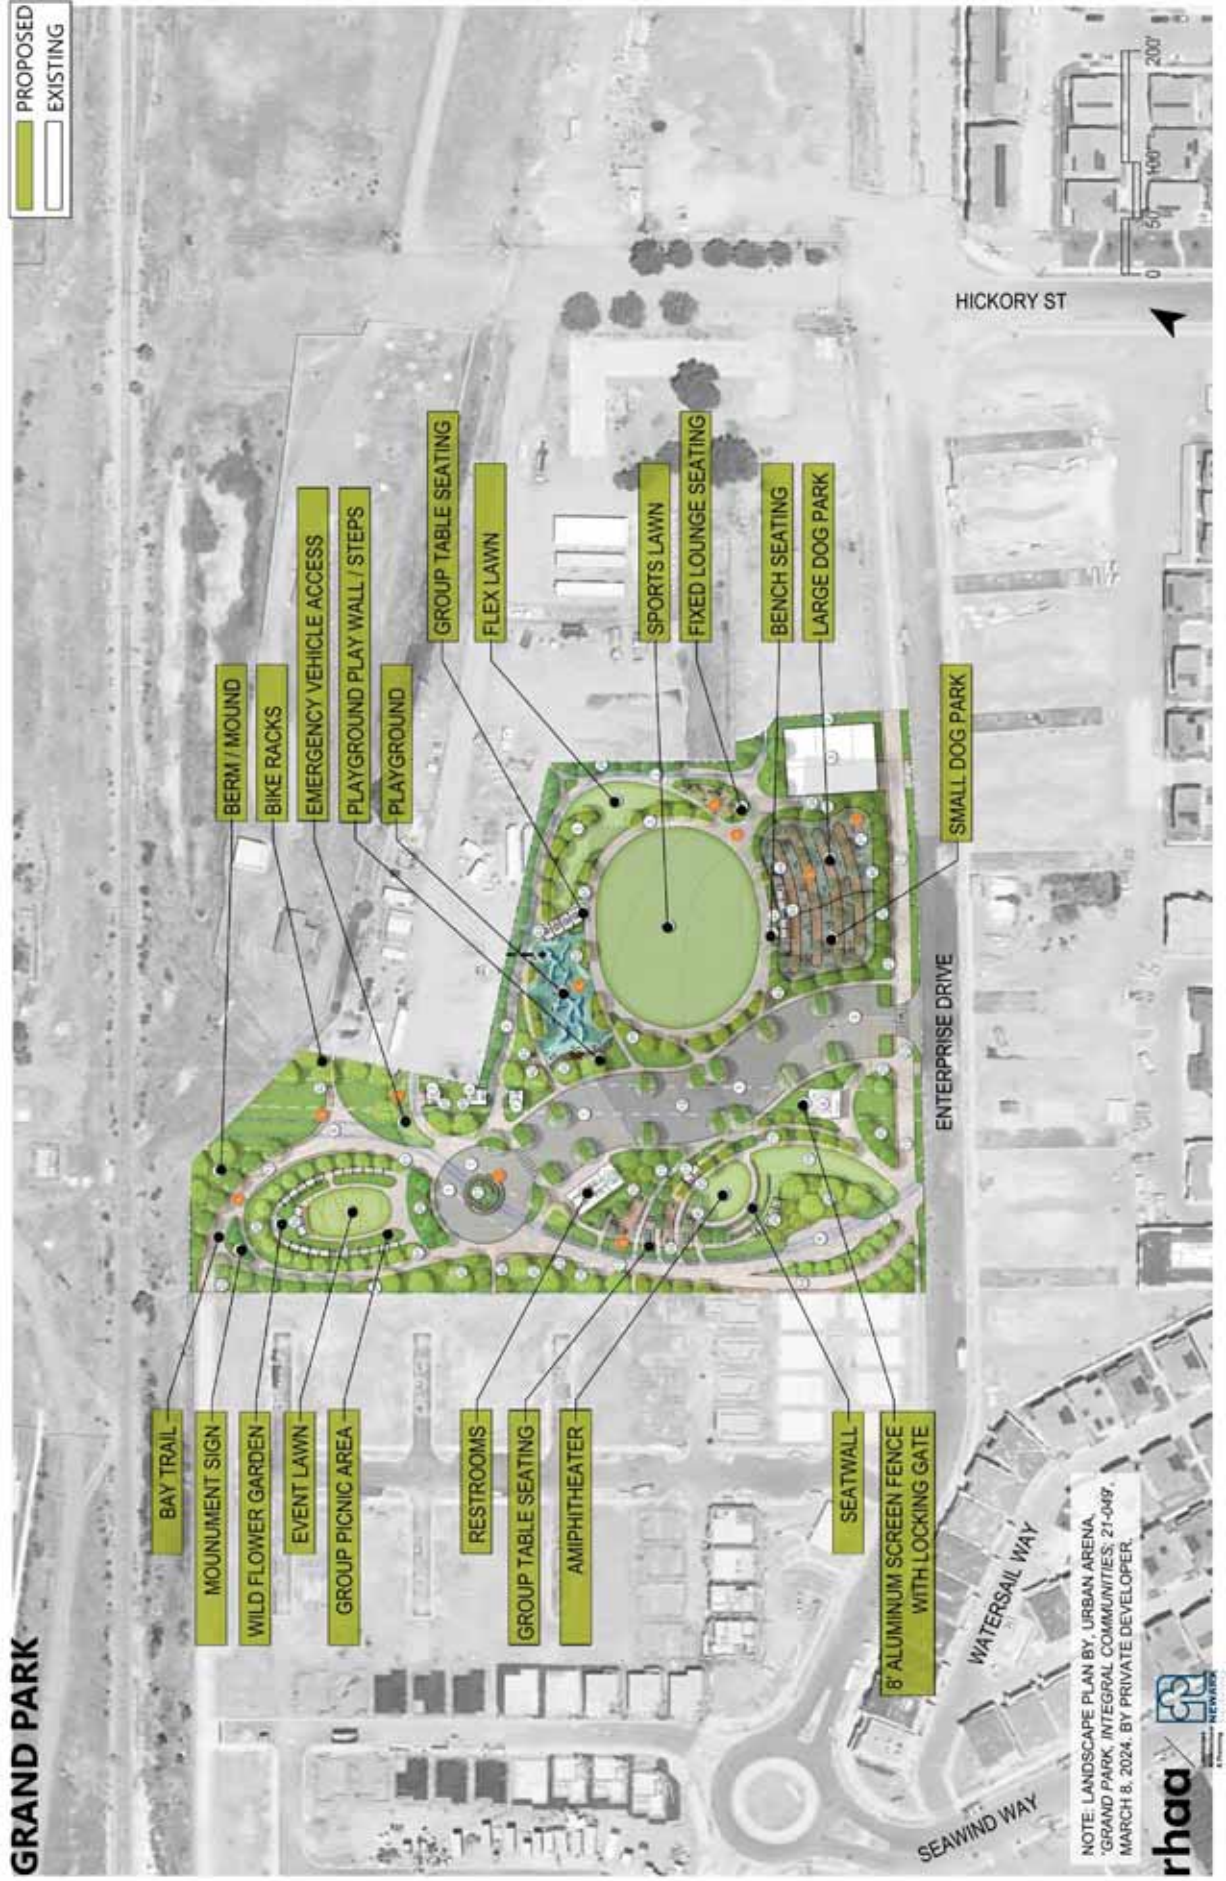 GRAND PARK
PROPOSED
EXISTING
BERM / MOUND
BIKE RACKS
EMERGENCY VEHICLE ACCESS
PLAYGROUND PLAY WALL / STEPS
PLAYGROUND
GROUP TABLE SEATING
FLEX LAWN
SPORTS LAWN
FIXED LOUNGE SEATING
BENCH SEATING
LARGE DOG PARK
SMALL DOG PARK
BAY TRAIL
MOUNUMENT SIGN
WILD FLOWER GARDEN
EVENT LAWN
GROUP PICNIC AREA
RESTROOMS
GROUP TABLE SEATING
AMPHITHEATER
SEATWALL
8' ALUMINUM SCREEN FENCE
WITH LOCKING GATE
ENTERPRISE DRIVE
HICKORY ST
WATERSAIL WAY
SEAWIND WAY
0 50' 100' 200'
NOTE: LANDSCAPE PLAN BY, URBAN ARENA,
'GRAND PARK, INTEGRAL COMMUNITIES; 21-049',
MARCH 8, 2024. BY PRIVATE DEVELOPER.
rhaa
NEWARK